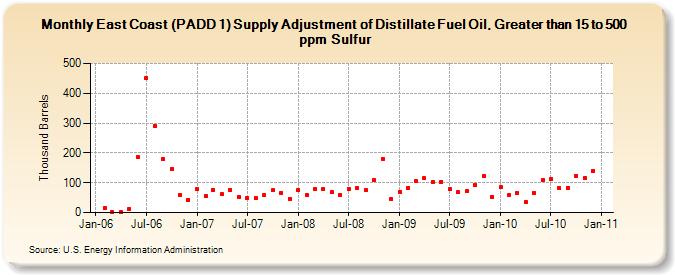 Monthly East Coast (PADD 1) Supply Adjustment of Distillate Fuel Oil, Greater than 15 to 500
ppm Sulfur
Thousand Barrels
500
400
300
200
100
0
Jan-06 Jul-06 Jan-07 Jul-07 Jan-08 Jul-08 Jan-09 Jul-09 Jan-10 Jul-10 Jan-11
Source: U.S. Energy Information Administration